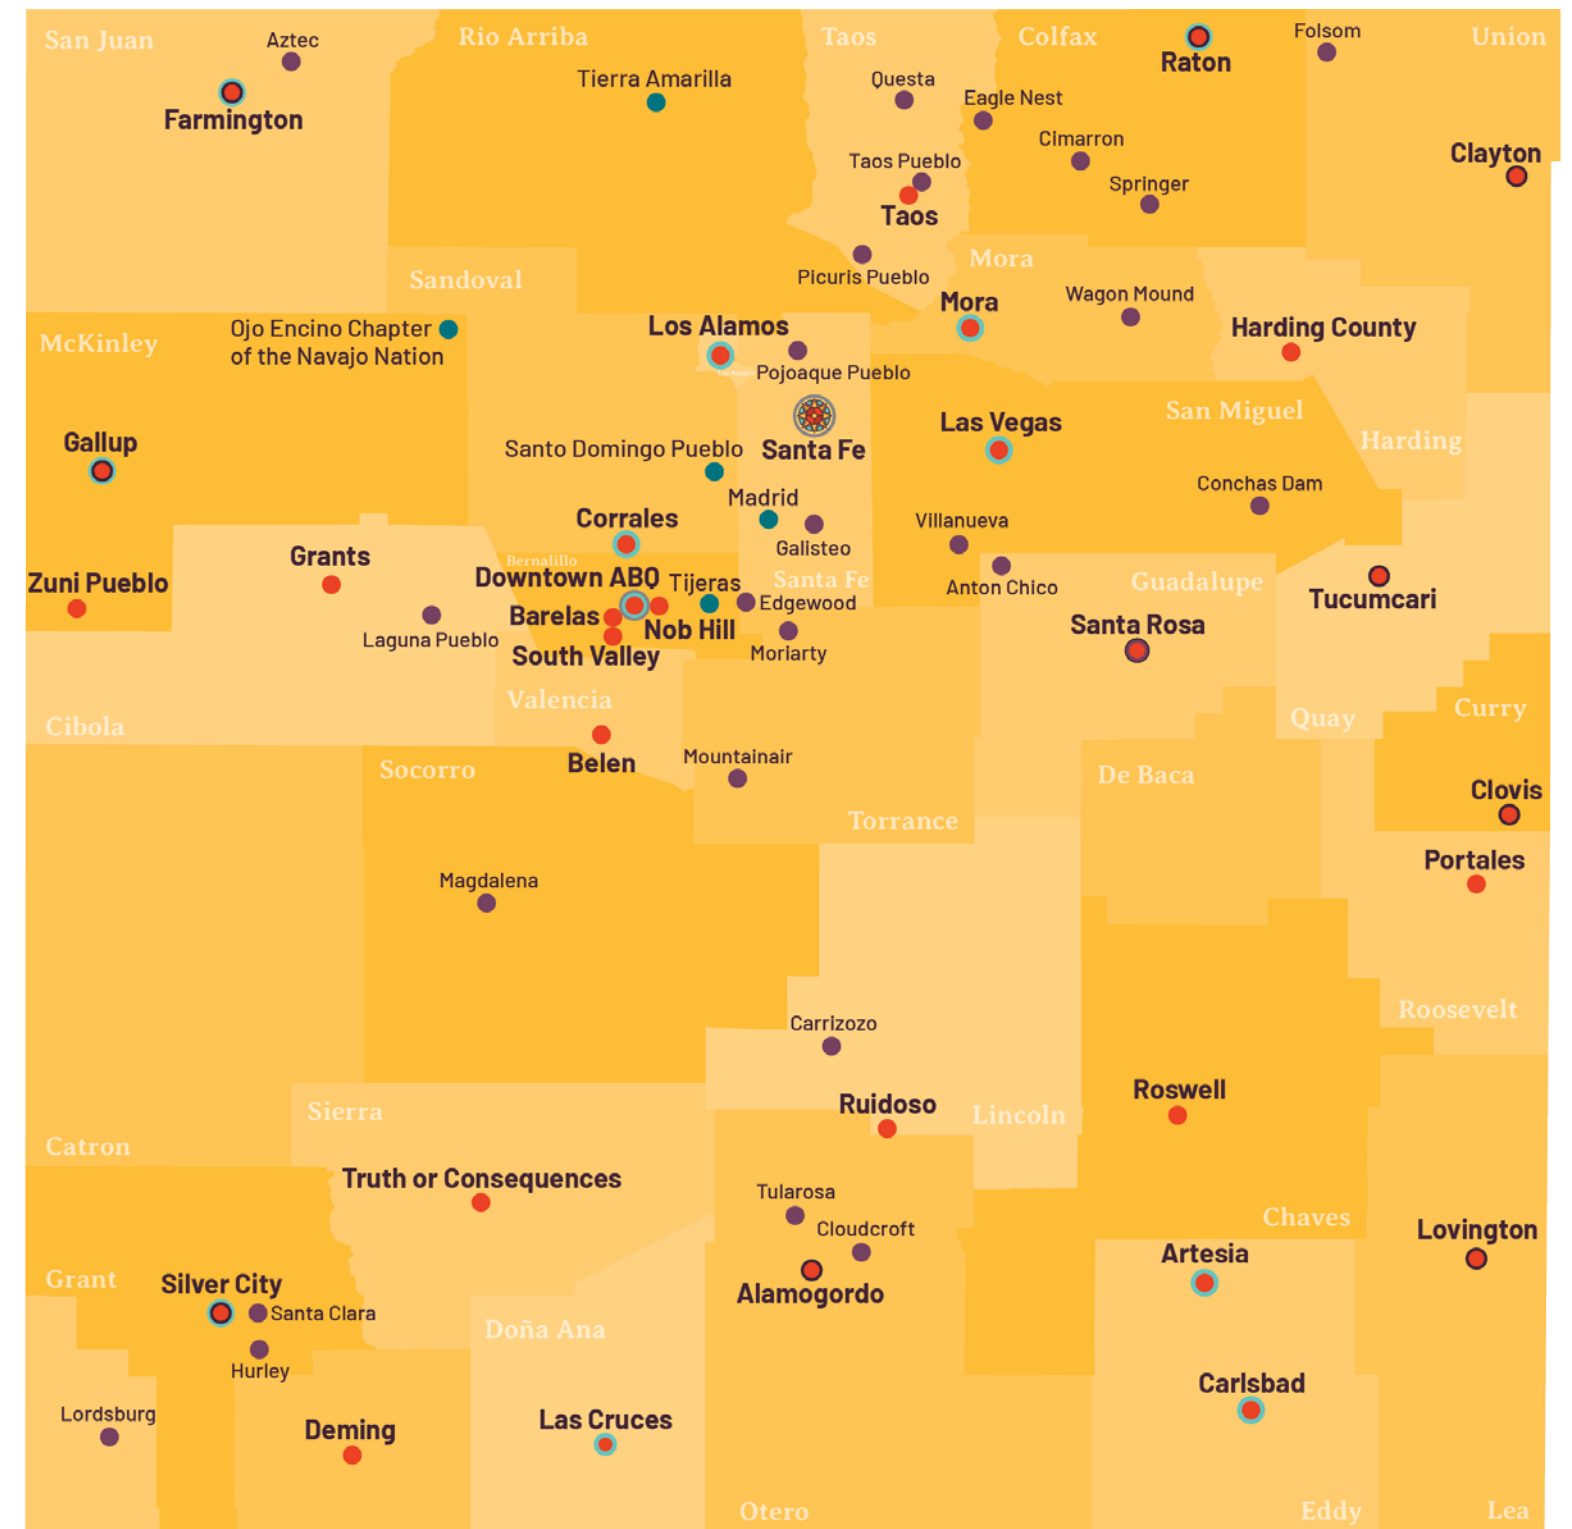 San Juan
Aztec
Farmington
Rio Arriba
Tierra Amarilla
Taos
Questa
Taos Pueblo
Taos
Picuris Pueblo
Colfax
Raton
Eagle Nest
Cimarron
Springer
Folsom
Union
Clayton
Sandoval
McKinley
Ojo Encino Chapter
of the Navajo Nation
Los Alamos
Pojoaque Pueblo
Mora
Mora
Wagon Mound
Harding County
Harding
Gallup
Santo Domingo Pueblo
Santa Fe
Las Vegas
San Miguel
Conchas Dam
Madrid
Galisteo
Santa Fe
Villanueva
Anton Chico
Corrales
Bernalillo
Downtown ABQ
Tijeras
Edgewood
Barelas
Nob Hill
South Valley
Moriarty
Zuni Pueblo
Grants
Laguna Pueblo
Cibola
Guadalupe
Santa Rosa
Tucumcari
Quay
Curry
Clovis
Valencia
Belen
Mountainair
Torrance
Socorro
Magdalena
De Baca
Portales
Roosevelt
Carrizozo
Ruidoso
Lincoln
Roswell
Chaves
Catron
Sierra
Truth or Consequences
Tularosa
Cloudcroft
Alamogordo
Artesia
Lovington
Grant
Silver City
Santa Clara
Hurley
Lordsburg
Deming
Doña Ana
Las Cruces
Carlsbad
Otero
Eddy
Lea